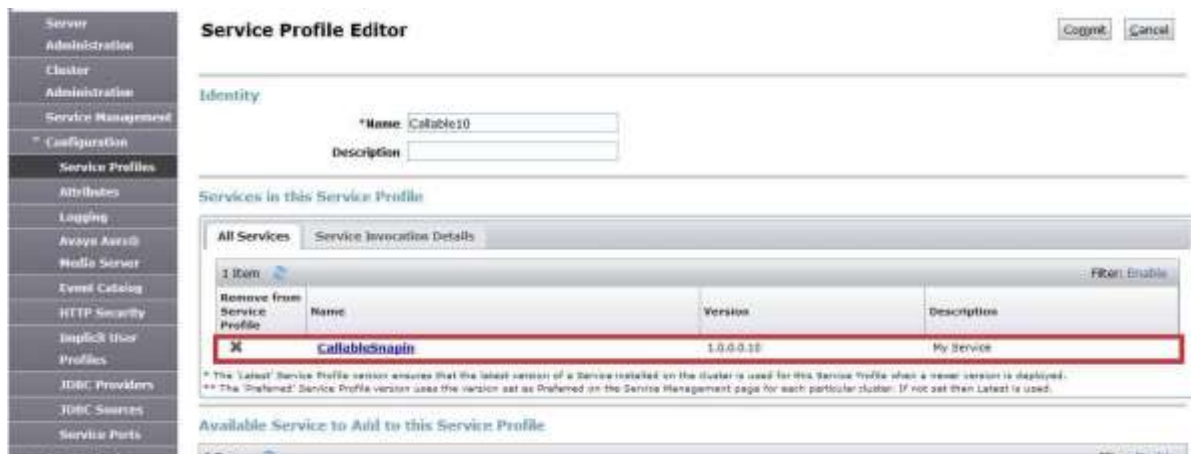 Server
Administration
Cluster
Administration
Service Management
Configuration
Service Profiles
Attributes
Logging
Avaya Aura®
Media Server
Event Catalog
HTTP Security
Implicit User
Profiles
JDBC Providers
JDBC Sources
Service Ports
Service Profile Editor
Commit Cancel
Identity
*Name Callable10
Description
Services in this Service Profile
All Services Service Invocation Details
1 Item Filter: Enable
Remove from
Service
Profile
Name Version Description
CallableSnapin 1.0.0.0.10 My Service
* The 'Latest' Service Profile version ensures that the latest version of a Service installed on the cluster is used for this Service Profile when a newer version is deployed.
** The 'Preferred' Service Profile version uses the version set as Preferred on the Service Management page for each particular cluster. If not set then Latest is used.
Available Service to Add to this Service Profile